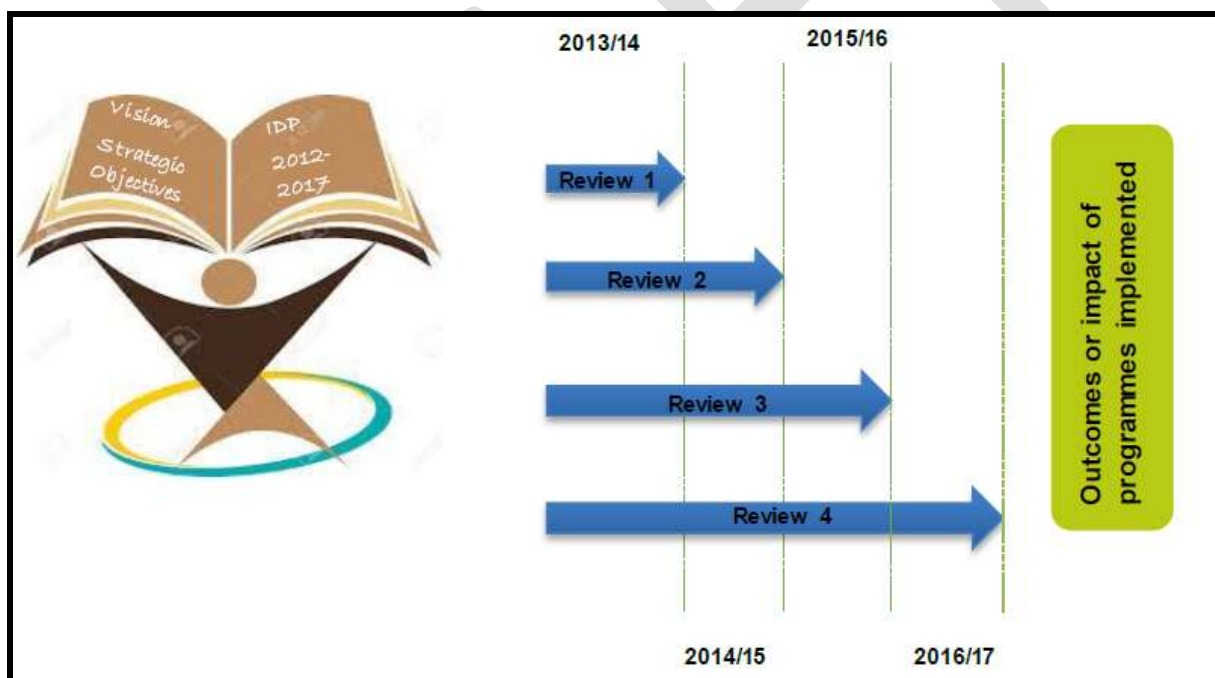 Vision
Strategic
Objectives
IDP
2012-
2017
2013/14
2015/16
Review 1
Review 2
Review 3
Review 4
2014/15
2016/17
Outcomes or impact of
programmes implemented